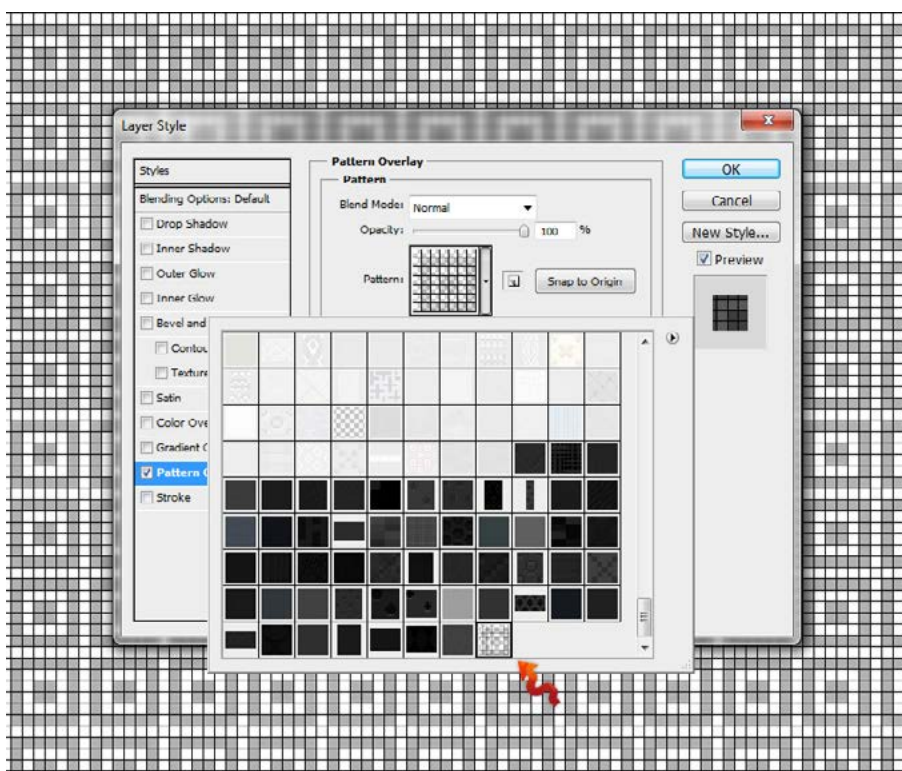 Layer Style
x
Styles
Blending Options: Default
Drop Shadow
Inner Shadow
Outer Glow
Inner Glow
Bevel and
Contou
Texture
Satin
Color Ove
Gradient O
Pattern O
Stroke
Pattern Overlay
Pattern
Blend Mode: Normal
Opacity: 100 %
Pattern:
Snap to Origin
OK
Cancel
New Style...
Preview